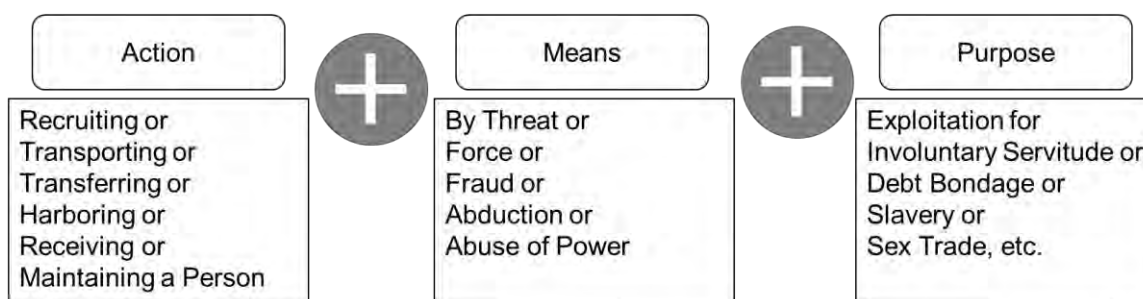 Action
Recruiting or
Transporting or
Transferring or
Harboring or
Receiving or
Maintaining a Person
Means
By Threat or
Force or
Fraud or
Abduction or
Abuse of Power
Purpose
Exploitation for
Involuntary Servitude or
Debt Bondage or
Slavery or
Sex Trade, etc.